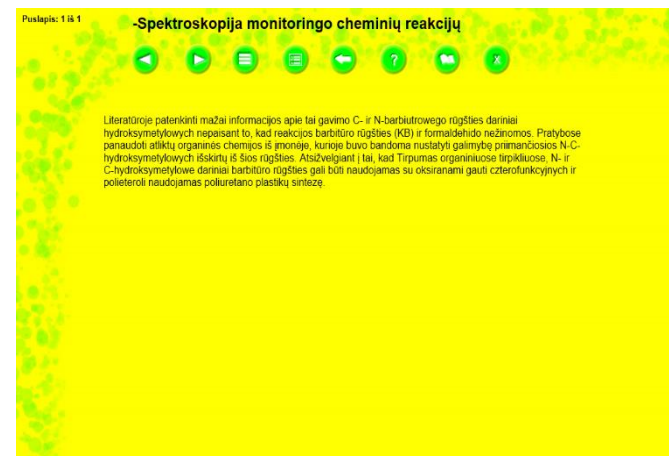 Puslapis: 1 iš 1
-Spektroskopija monitoringo cheminių reakcijų
?
x
Literatūroje patenkinti mažai informacijos apie tai gavimo C- ir N-barbiutrowego rūgšties dariniai
hydroksymetylowych nepaisant to, kad reakcijos barbitūro rūgšties (KB) ir formaldehido nežinomos. Pratybose
panaudoti atliktų organinės chemijos iš įmonėje, kurioje buvo bandoma nustatyti galimybę priimančiosios N-C-
hydroksymetylowych išskirtų iš šios rūgšties. Atsižvelgiant į tai, kad Tirpumas organiniuose tirpikliuose, N- ir
C-hydroksymetylowe dariniai barbitūro rūgšties gali būti naudojamas su oksiranami gauti czterofunkcyjnych ir
polieteroli naudojamas poliuretano plastikų sintezę.